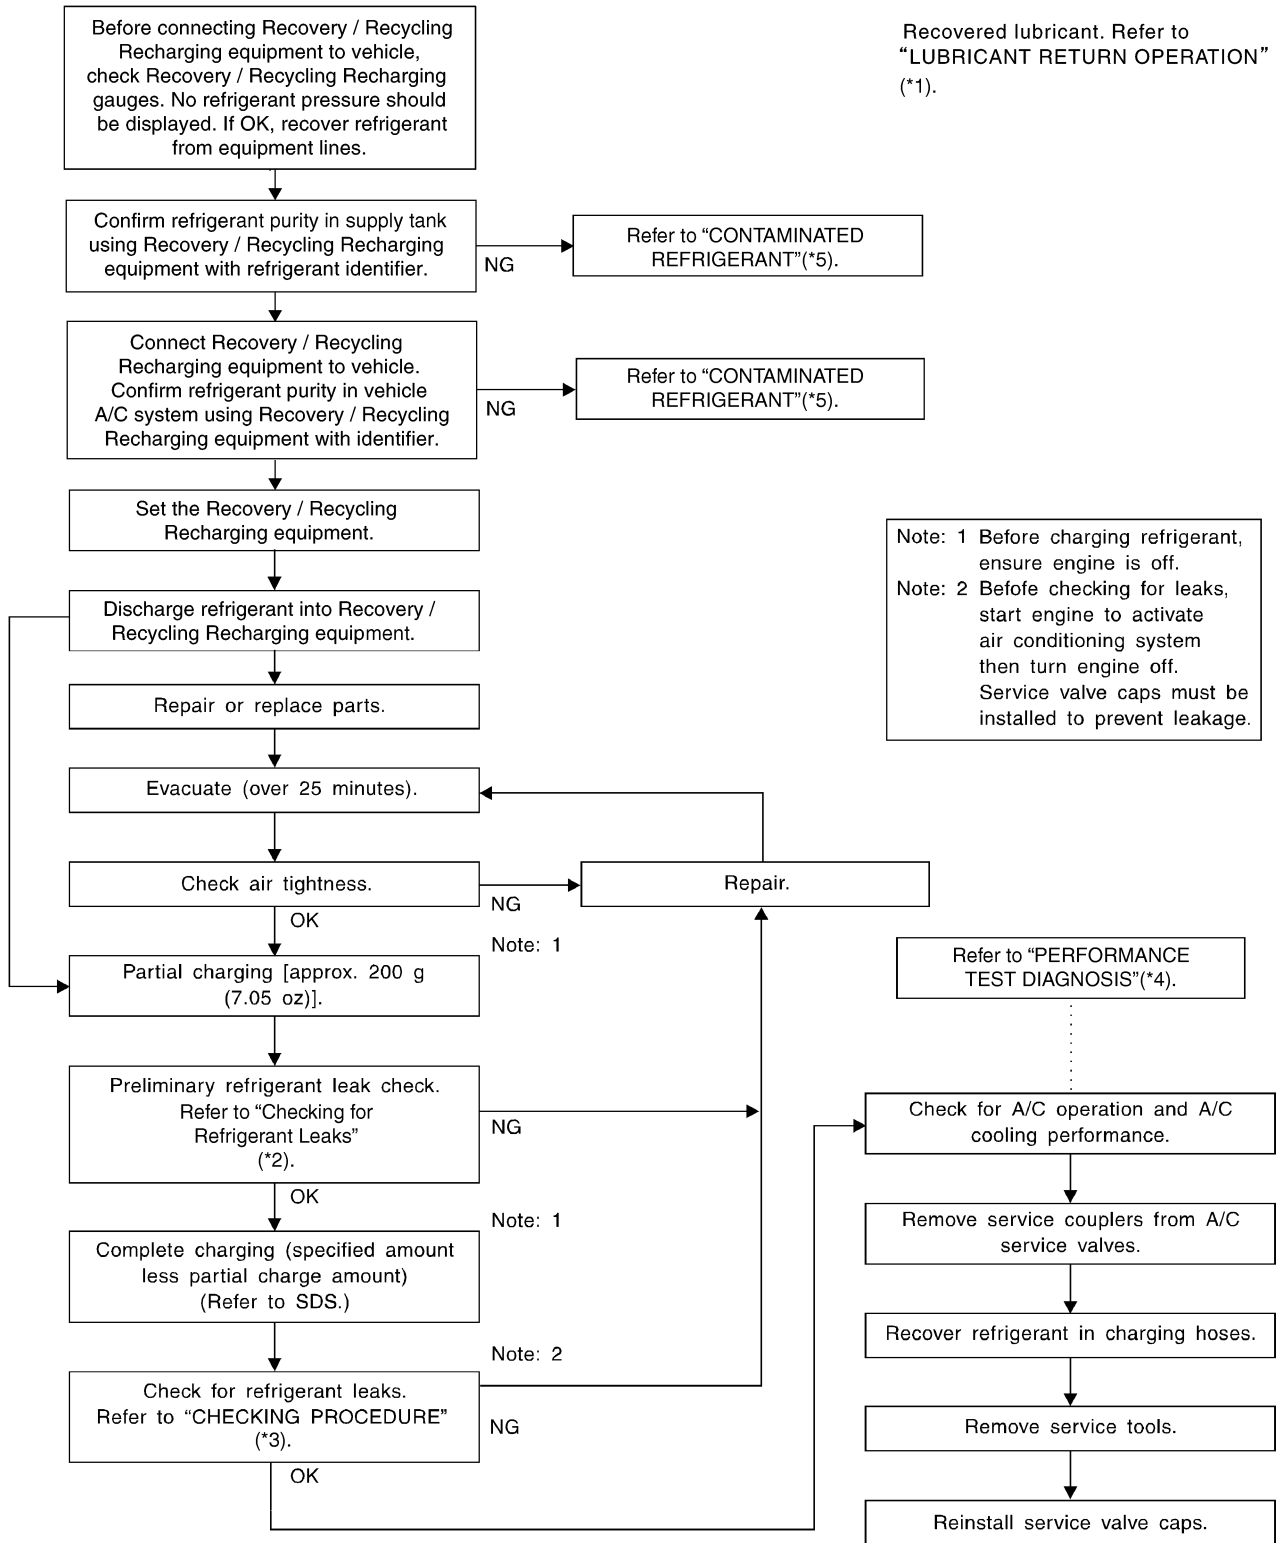 Before connecting Recovery / Recycling
Recharging equipment to vehicle,
check Recovery / Recycling Recharging
gauges. No refrigerant pressure should
be displayed. If OK, recover refrigerant
from equipment lines.
Recovered lubricant. Refer to
“LUBRICANT RETURN OPERATION”
(*1).
Confirm refrigerant purity in supply tank
using Recovery / Recycling Recharging
equipment with refrigerant identifier.
NG
Refer to “CONTAMINATED
REFRIGERANT”(*5).
Connect Recovery / Recycling
Recharging equipment to vehicle.
Confirm refrigerant purity in vehicle
A/C system using Recovery / Recycling
Recharging equipment with identifier.
NG
Refer to “CONTAMINATED
REFRIGERANT”(*5).
Set the Recovery / Recycling
Recharging equipment.
Note: 1 Before charging refrigerant,
ensure engine is off.
Note: 2 Befofe checking for leaks,
start engine to activate
air conditioning system
then turn engine off.
Service valve caps must be
installed to prevent leakage.
Discharge refrigerant into Recovery /
Recycling Recharging equipment.
Repair or replace parts.
Evacuate (over 25 minutes).
Check air tightness.
NG
Repair.
OK
Note: 1
Partial charging [approx. 200 g
(7.05 oz)].
Preliminary refrigerant leak check.
Refer to “Checking for
Refrigerant Leaks”
(*2).
NG
OK
Note: 1
Complete charging (specified amount
less partial charge amount)
(Refer to SDS.)
Note: 2
Check for refrigerant leaks.
Refer to “CHECKING PROCEDURE”
(*3).
NG
OK
Refer to “PERFORMANCE
TEST DIAGNOSIS”(*4).
Check for A/C operation and A/C
cooling performance.
Remove service couplers from A/C
service valves.
Recover refrigerant in charging hoses.
Remove service tools.
Reinstall service valve caps.